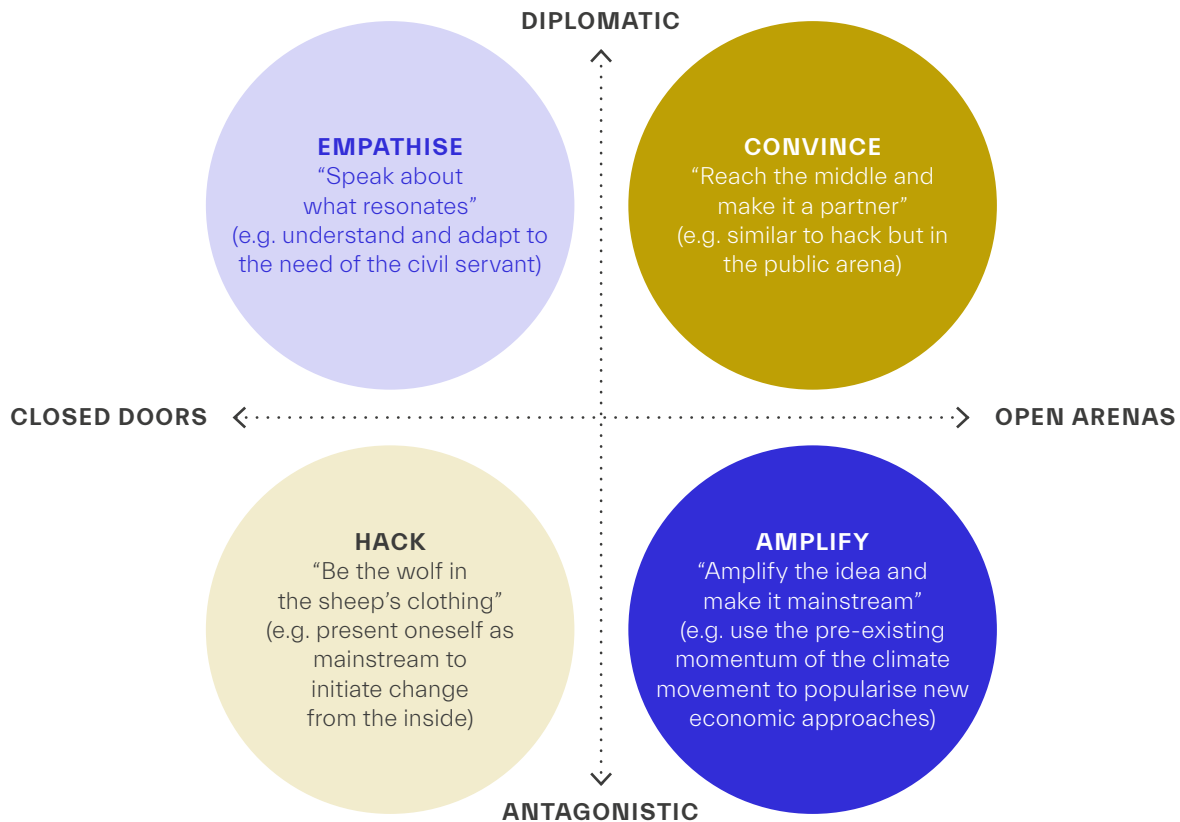 DIPLOMATIC
EMPATHISE
“Speak about
what resonates”
(e.g. understand and adapt to
the need of the civil servant)
CONVINCE
“Reach the middle and
make it a partner”
(e.g. similar to hack but in
the public arena)
CLOSED DOORS
OPEN ARENAS
HACK
“Be the wolf in
the sheep’s clothing”
(e.g. present oneself as
mainstream to
initiate change
from the inside)
AMPLIFY
“Amplify the idea and
make it mainstream”
(e.g. use the pre-existing
momentum of the climate
movement to popularise new
economic approaches)
ANTAGONISTIC